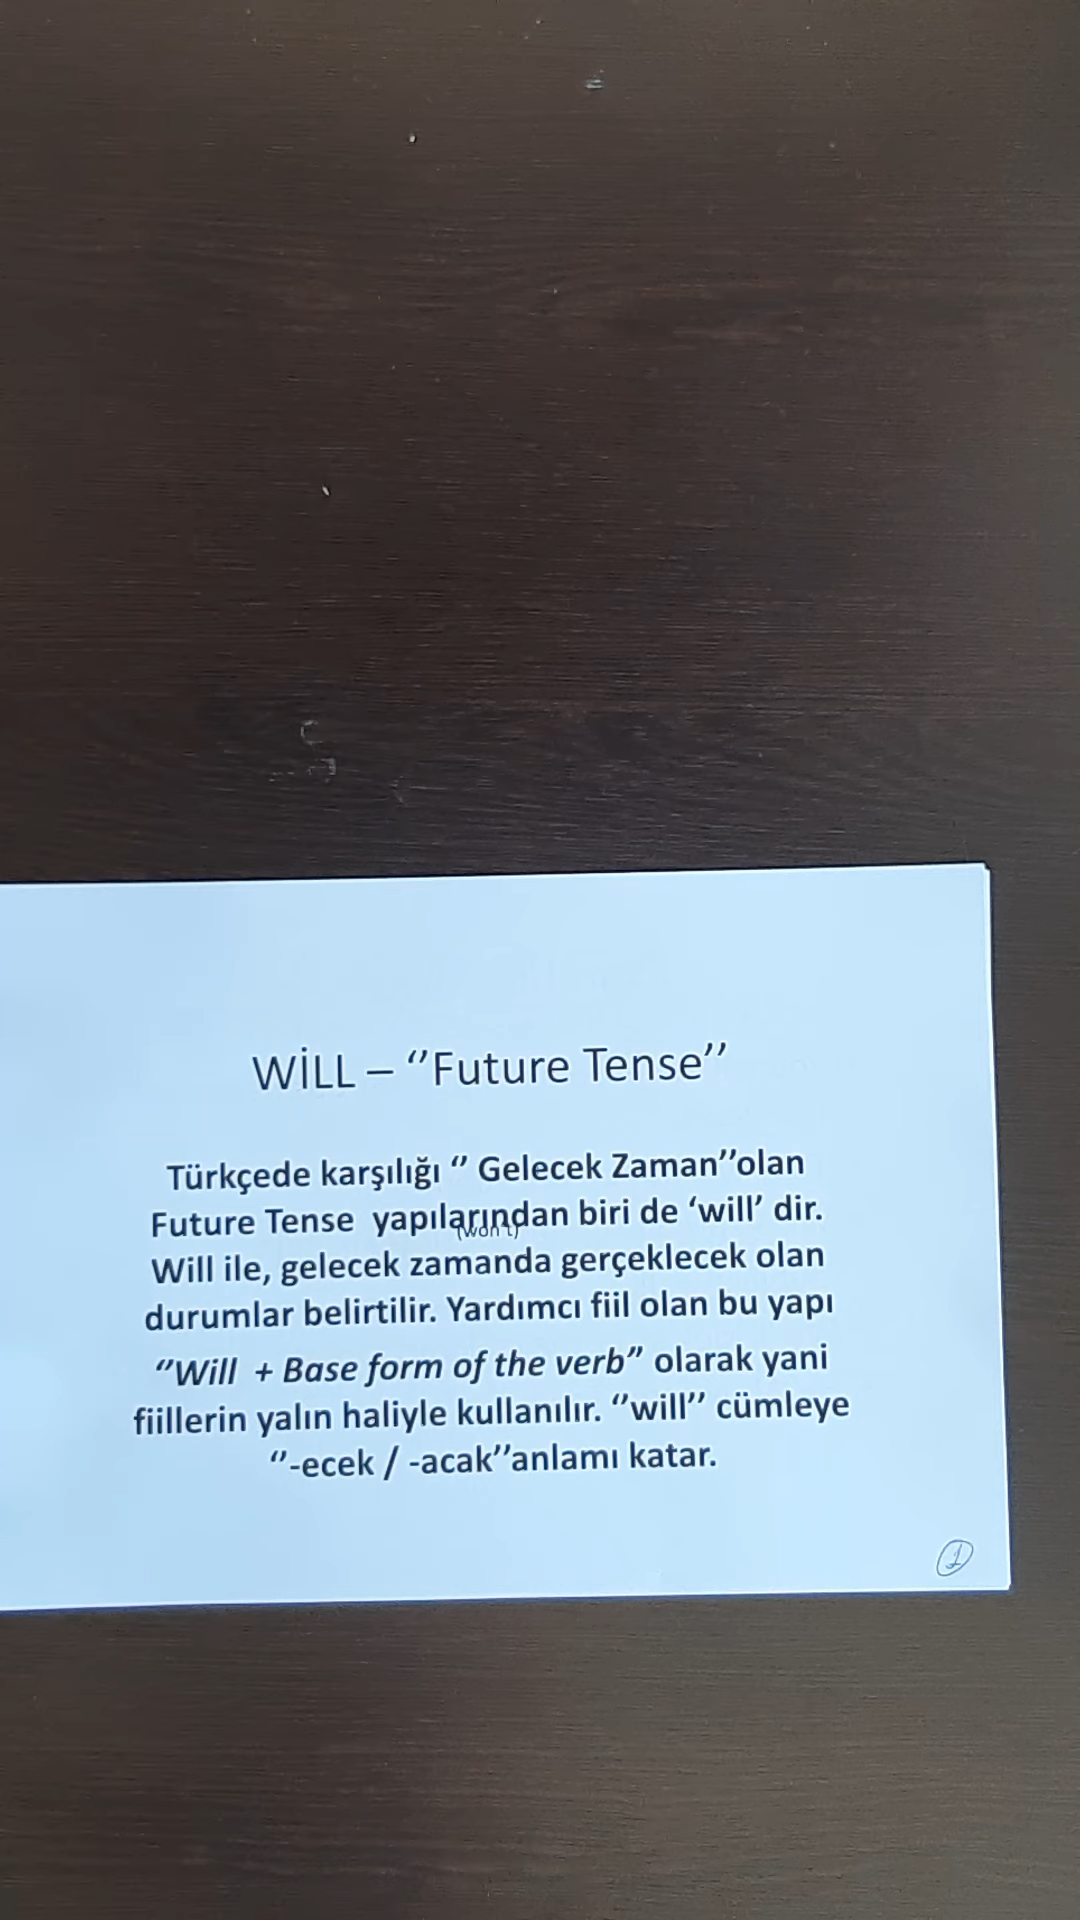 WİLL – ‘’Future Tense’’
Türkçede karşılığı ‘’ Gelecek Zaman’’olan
Future Tense yapılarından biri de ‘will’ dir.
(won't)
Will ile, gelecek zamanda gerçeklecek olan
durumlar belirtilir. Yardımcı fiil olan bu yapı
‘’Will + Base form of the verb” olarak yani
fiillerin yalın haliyle kullanılır. ‘’will’’ cümleye
‘’-ecek / -acak’’anlamı katar.
1